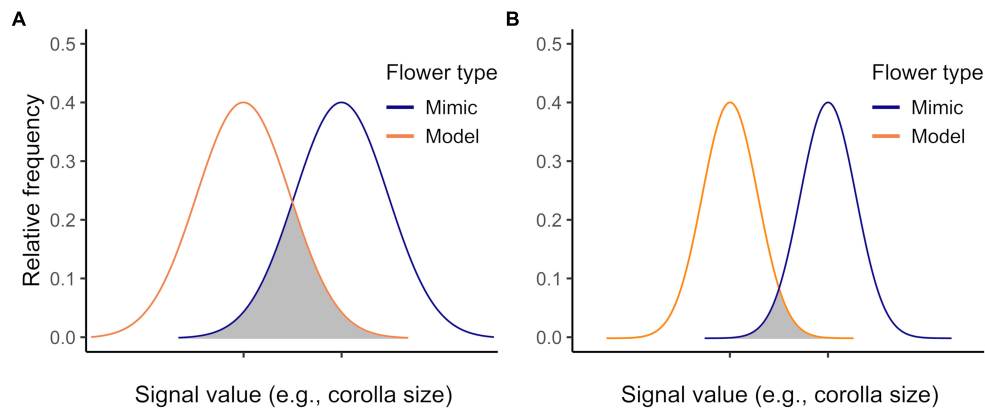 A
Relative frequency
0.5
0.4
0.3
0.2
0.1
0.0
Flower type
Mimic
Model
Signal value (e.g., corolla size)
B
0.5
0.4
0.3
0.2
0.1
0.0
Flower type
Mimic
Model
Signal value (e.g., corolla size)